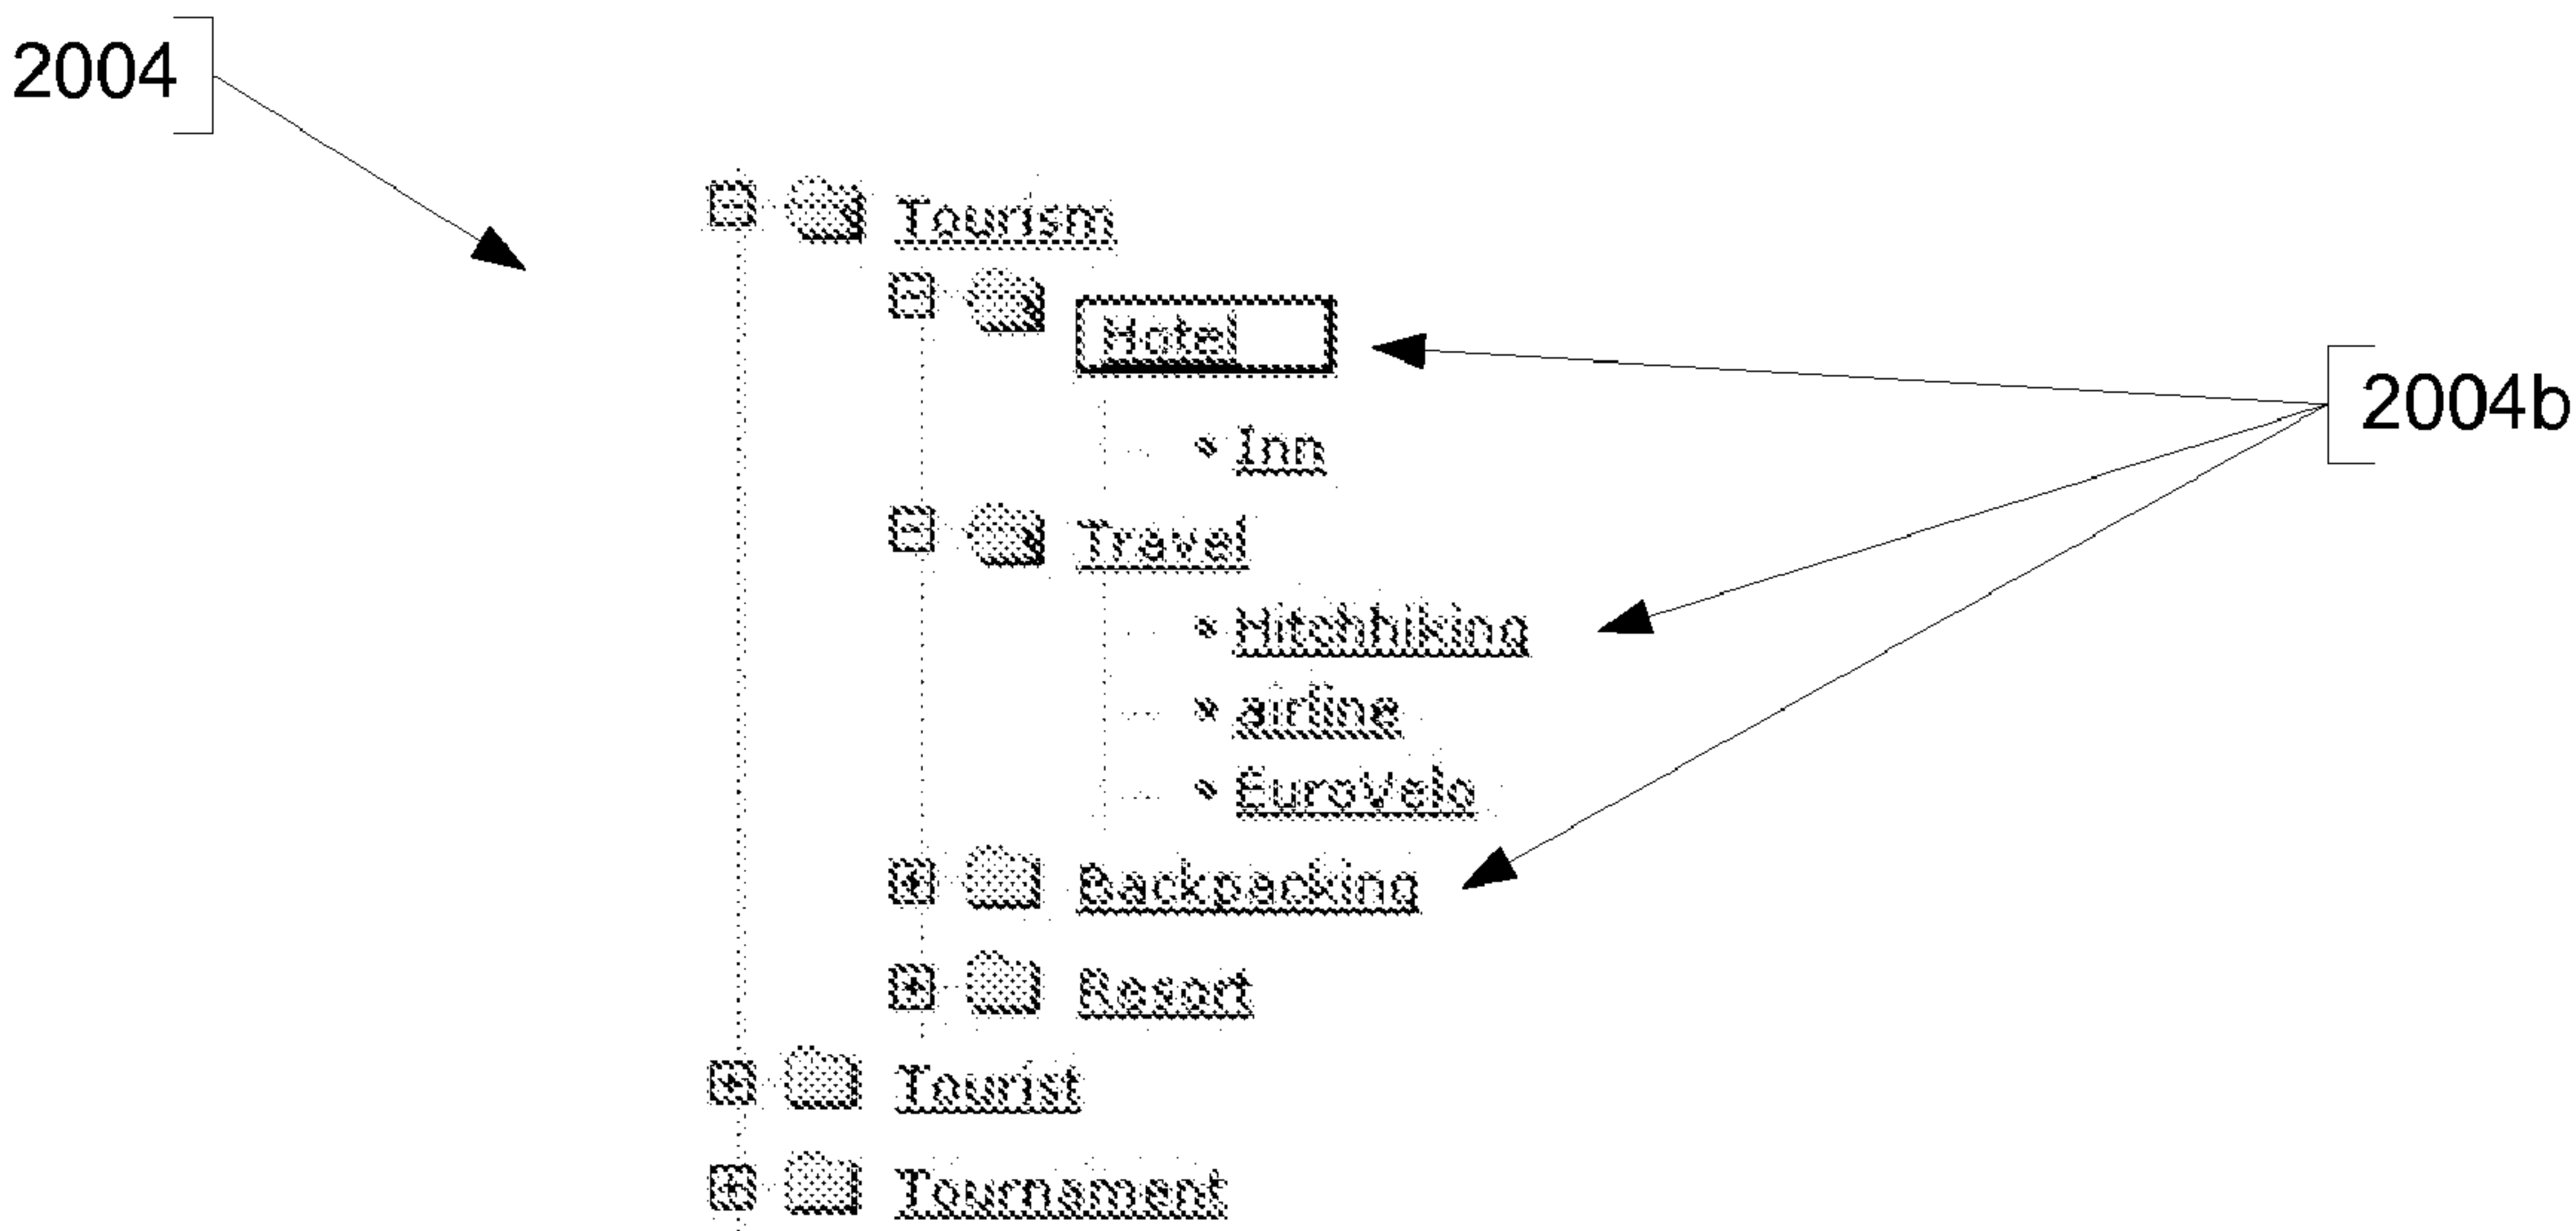 2004
Tourism
Hotel
2004b
Inn
Travel
Hitchhiking
airline
EuroVelo
Backpacking
Resort
Tourist
Tournament